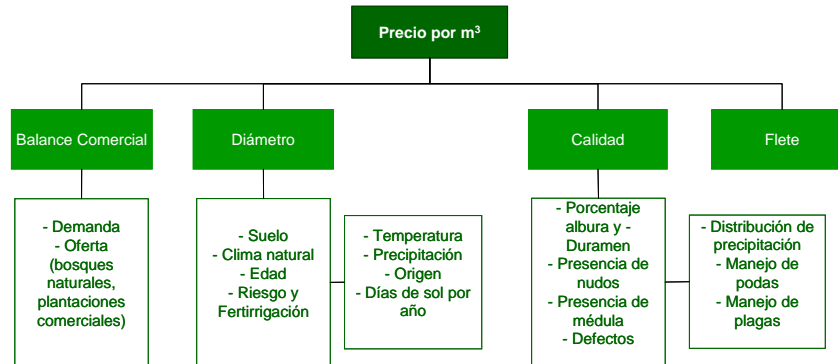 Precio por m³
Balance Comercial
Diámetro
Calidad
Flete
- Demanda
- Oferta
(bosques
naturales,
plantaciones
comerciales)
- Suelo
- Clima natural
- Edad
- Riesgo y
Fertirrigación
- Temperatura
- Precipitación
- Origen
- Días de sol por
año
- Porcentaje
albura y -
Duramen
- Presencia de
nudos
- Presencia de
médula
- Defectos
- Distribución de
precipitación
- Manejo de
podas
- Manejo de
plagas